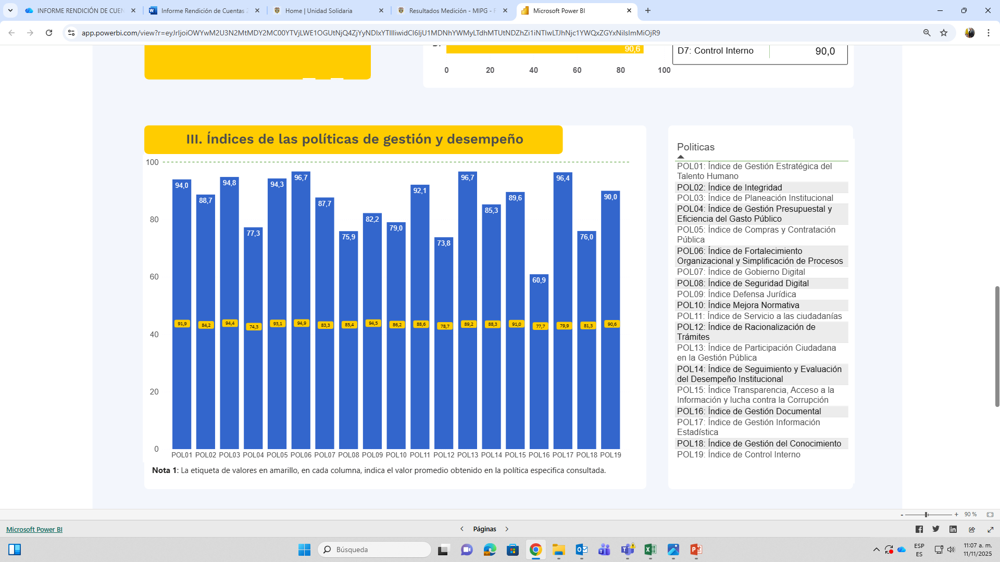 INFORME RENDICIÓN DE CUEN
Informe Rendición de Cuentas 2
Home | Unidad Solidaria
Resultados Medición - MIPG - F
Microsoft Power BI
90,6
0 20 40 60 80 100
D7: Control Interno 90,0
III. Índices de las políticas de gestión y desempeño
100
80
60
40
20
0
94,0 88,7 94,8 77,3 94,3 96,7 87,7 75,9 82,2 79,0 92,1 73,8 96,7 85,3 89,6 60,9 96,4 76,0 90,0
91,9 84,2 94,4 74,3 93,1 94,9 83,3 85,4 94,5 86,2 88,6 78,7 89,2 88,3 91,0 77,7 79,9 81,3 90,6
POL01 POL02 POL03 POL04 POL05 POL06 POL07 POL08 POL09 POL10 POL11 POL12 POL13 POL14 POL15 POL16 POL17 POL18 POL19
Nota 1: La etiqueta de valores en amarillo, en cada columna, indica el valor promedio obtenido en la política especifica consultada.
Politicas
POL01: Índice de Gestión Estratégica del
Talento Humano
POL02: Índice de Integridad
POL03: Índice de Planeación Institucional
POL04: Índice de Gestión Presupuestal y
Eficiencia del Gasto Público
POL05: Índice de Compras y Contratación
Pública
POL06: Índice de Fortalecimiento
Organizacional y Simplificación de Procesos
POL07: Índice de Gobierno Digital
POL08: Índice de Seguridad Digital
POL09: Índice Defensa Jurídica
POL10: Índice Mejora Normativa
POL11: Índice de Servicio a las ciudadanías
POL12: Índice de Racionalización de
Trámites
POL13: Índice de Participación Ciudadana
en la Gestión Pública
POL14: Índice de Seguimiento y Evaluación
del Desempeño Institucional
POL15: Índice Transparencia, Acceso a la
Información y lucha contra la Corrupción
POL16: Índice de Gestión Documental
POL17: Índice de Gestión Información
Estadística
POL18: Índice de Gestión del Conocimiento
POL19: Índice de Control Interno
- + 90 %
Microsoft Power BI
Páginas
Búsqueda
ESP
ES
11:07 a. m.
11/11/2025